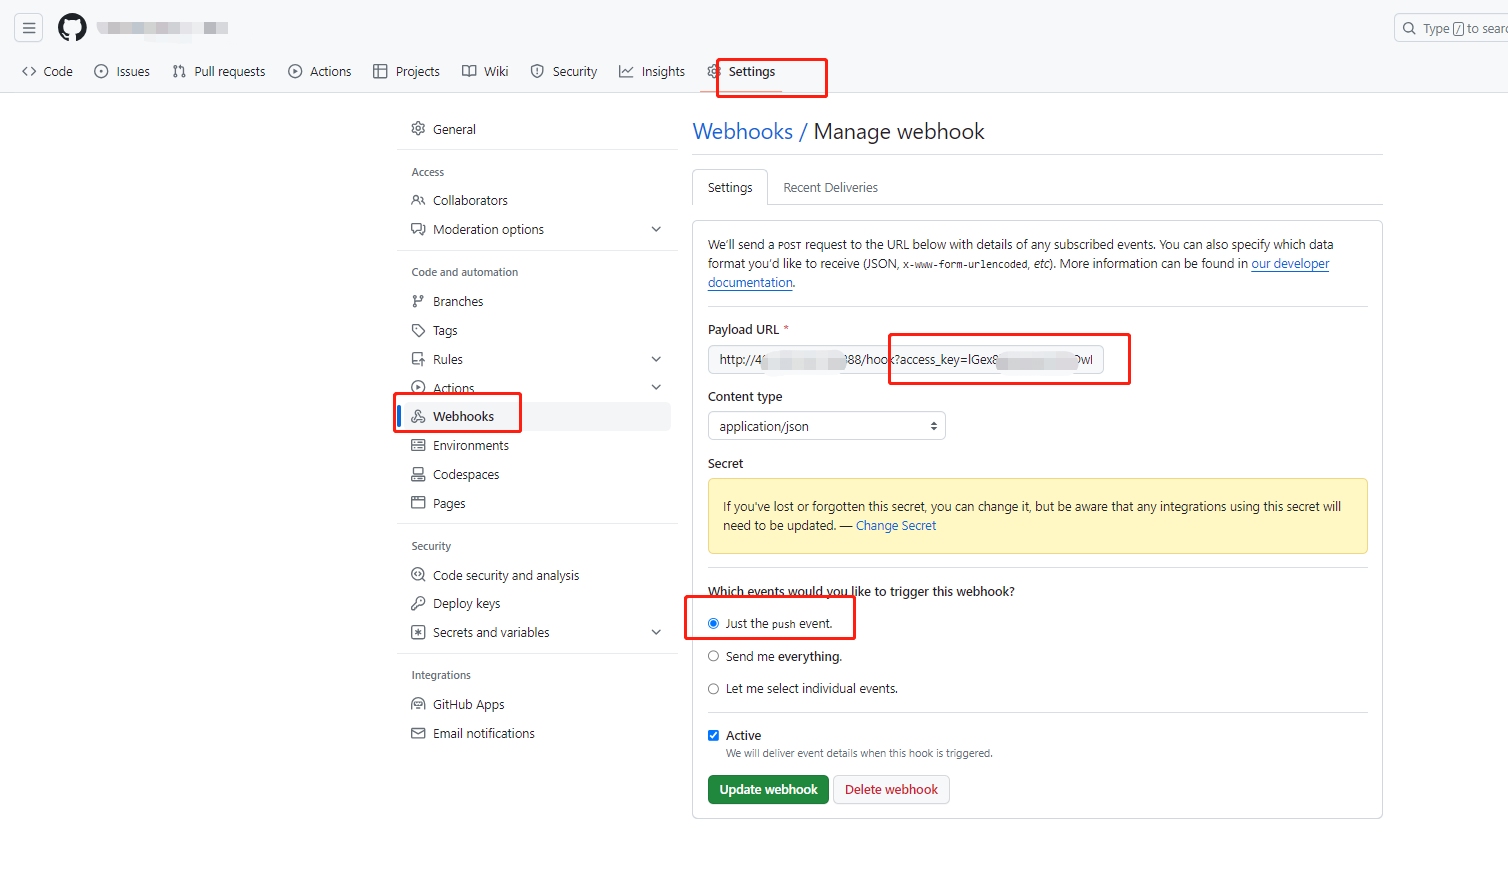 Type / to sear
Code Issues Pull requests Actions Projects Wiki Security Insights Settings
General
Access
Collaborators
Moderation options
Code and automation
Branches
Tags
Rules
Actions
Webhooks
Environments
Codespaces
Pages
Security
Code security and analysis
Deploy keys
Secrets and variables
Integrations
GitHub Apps
Email notifications
Webhooks / Manage webhook
Settings Recent Deliveries
We'll send a POST request to the URL below with details of any subscribed events. You can also specify which data
format you'd like to receive (JSON, x-www-form-urlencoded, etc). More information can be found in our developer
documentation.
Payload URL *
http://4 88/hook?access_key=lGex8 OwI
Content type
application/json
Secret
If you've lost or forgotten this secret, you can change it, but be aware that any integrations using this secret will
need to be updated. — Change Secret
Which events would you like to trigger this webhook?
Just the push event.
Send me everything.
Let me select individual events.
Active
We will deliver event details when this hook is triggered.
Update webhook Delete webhook